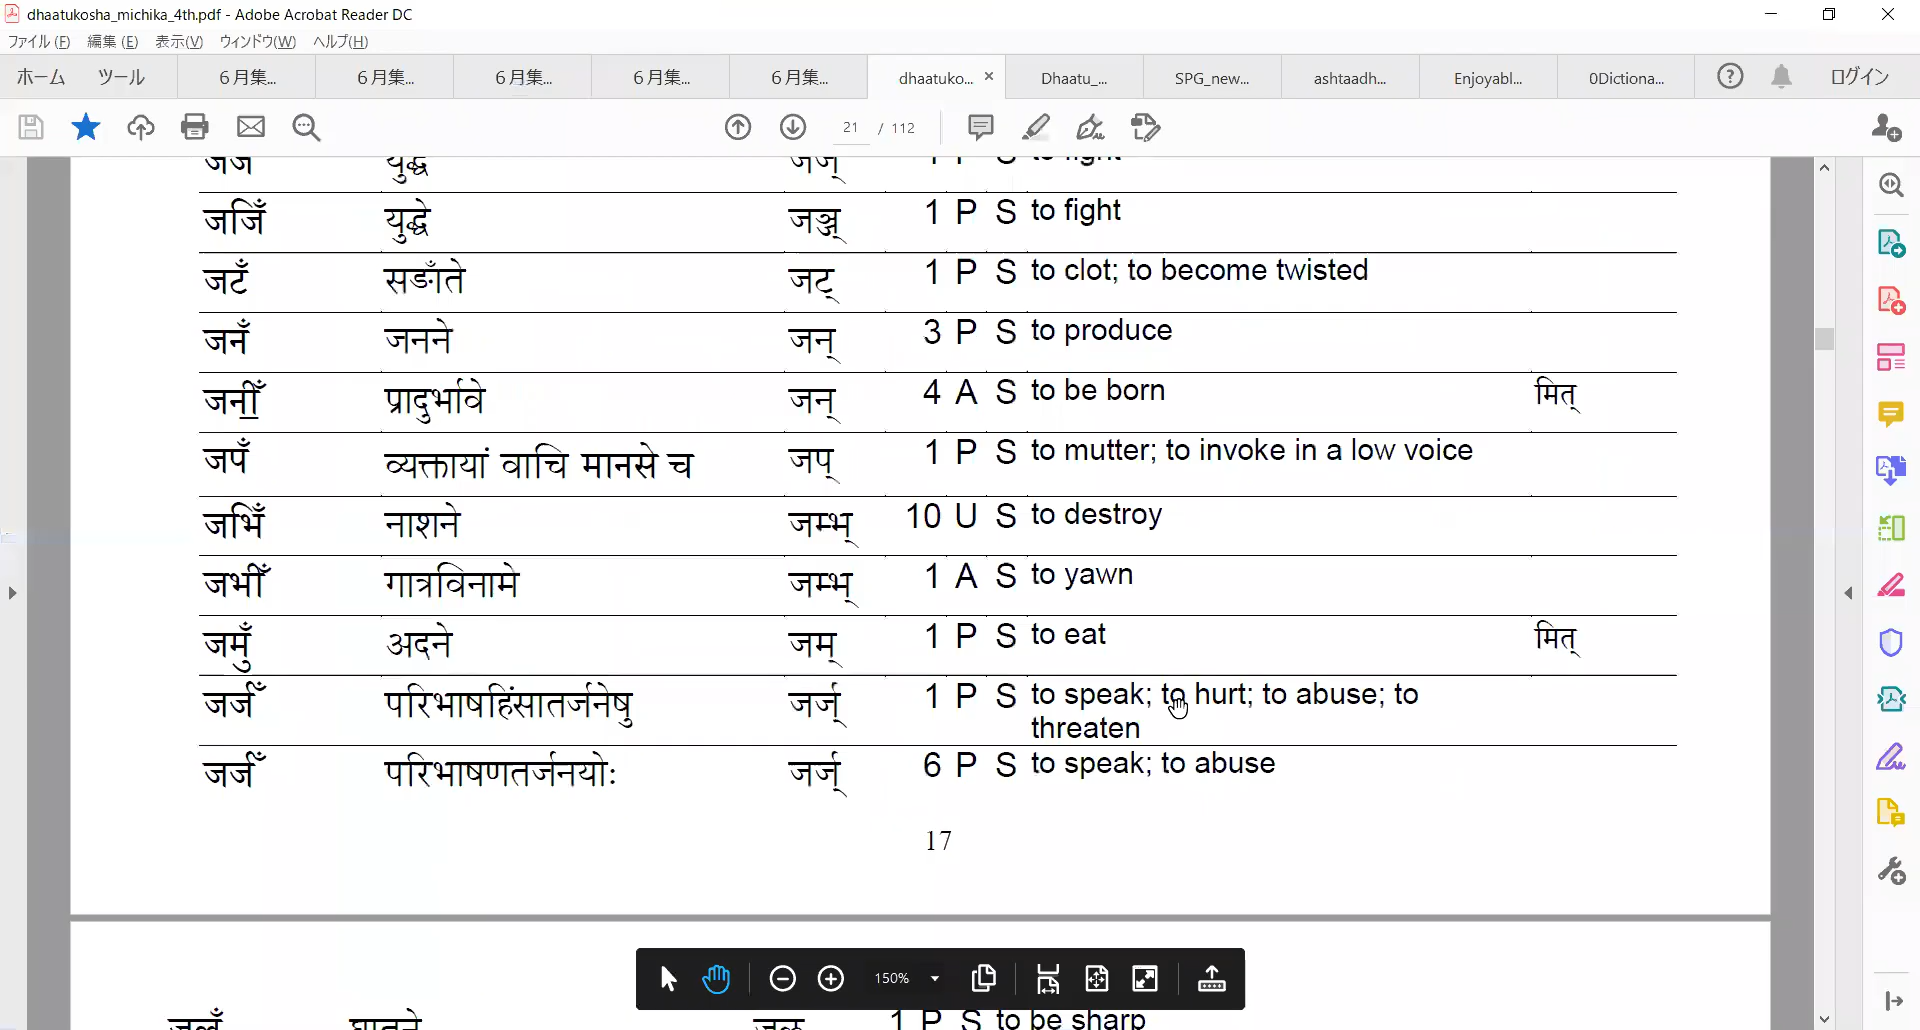 dhaatukosha_michika_4th.pdf - Adobe Acrobat Reader DC
ファイル(F) 編集(E) 表示(V) ウィンドウ(W) ヘルプ(H)
ホーム ツール 6月集... 6月集... 6月集... 6月集... 6月集... dhaatuko... × Dhaatu_... SPG_new... ashtaadh... Enjoyabl... 0Dictiona... ログイン
21 / 112
युद्धे 1 P S to fight
जजिँ युद्धे जञ्ज् 1 P S to fight
जटँ सङाँते जट् 1 P S to clot; to become twisted
जनँ जनने जन् 3 P S to produce
जनी॒ँ प्रादुर्भावे जन् 4 A S to be born मित्
जपँ व्यक्तायां वाचि मानसे च जप् 1 P S to mutter; to invoke in a low voice
जभिँ नाशने जम्भ् 10 U S to destroy
जभीँ गात्रविनामे जम्भ् 1 A S to yawn
जमुँ अदने जम् 1 P S to eat मित्
जर्जँ परिभाषहिंसातर्जनेषु जर्ज् 1 P S to speak; to hurt; to abuse; to
threaten
जर्जँ परिभाषणतर्जनयोः जर्ज् 6 P S to speak; to abuse
17
150%
1 P S to be sharp